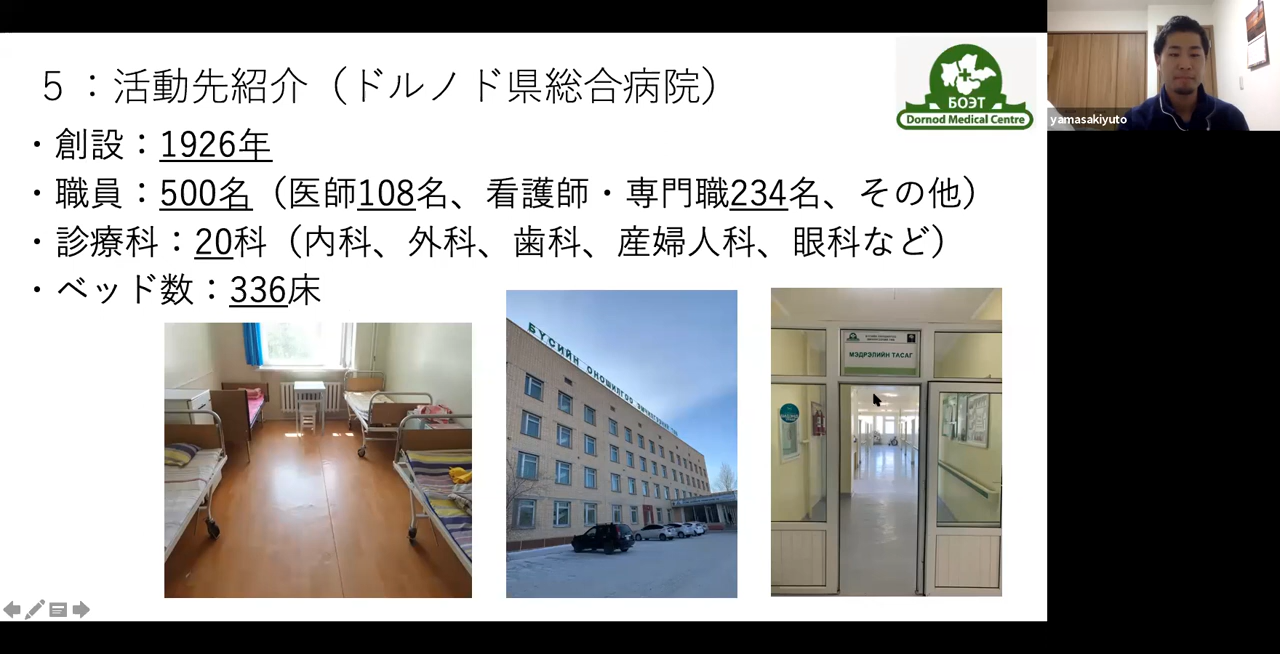 ５：活動先紹介（ドルノド県総合病院）
БОЭТ
Dornod Medical Centre
yamasakiyuto
・創設：1926年
・職員：500名（医師108名、看護師・専門職234名、その他）
・診療科：20科（内科、外科、歯科、産婦人科、眼科など）
・ベッド数：336床
БҮСИЙН ОНОШИЛГОО ЭМЧИЛГЭЭНИЙ ТӨВ
МЭДРЭЛИЙН ТАСАГ